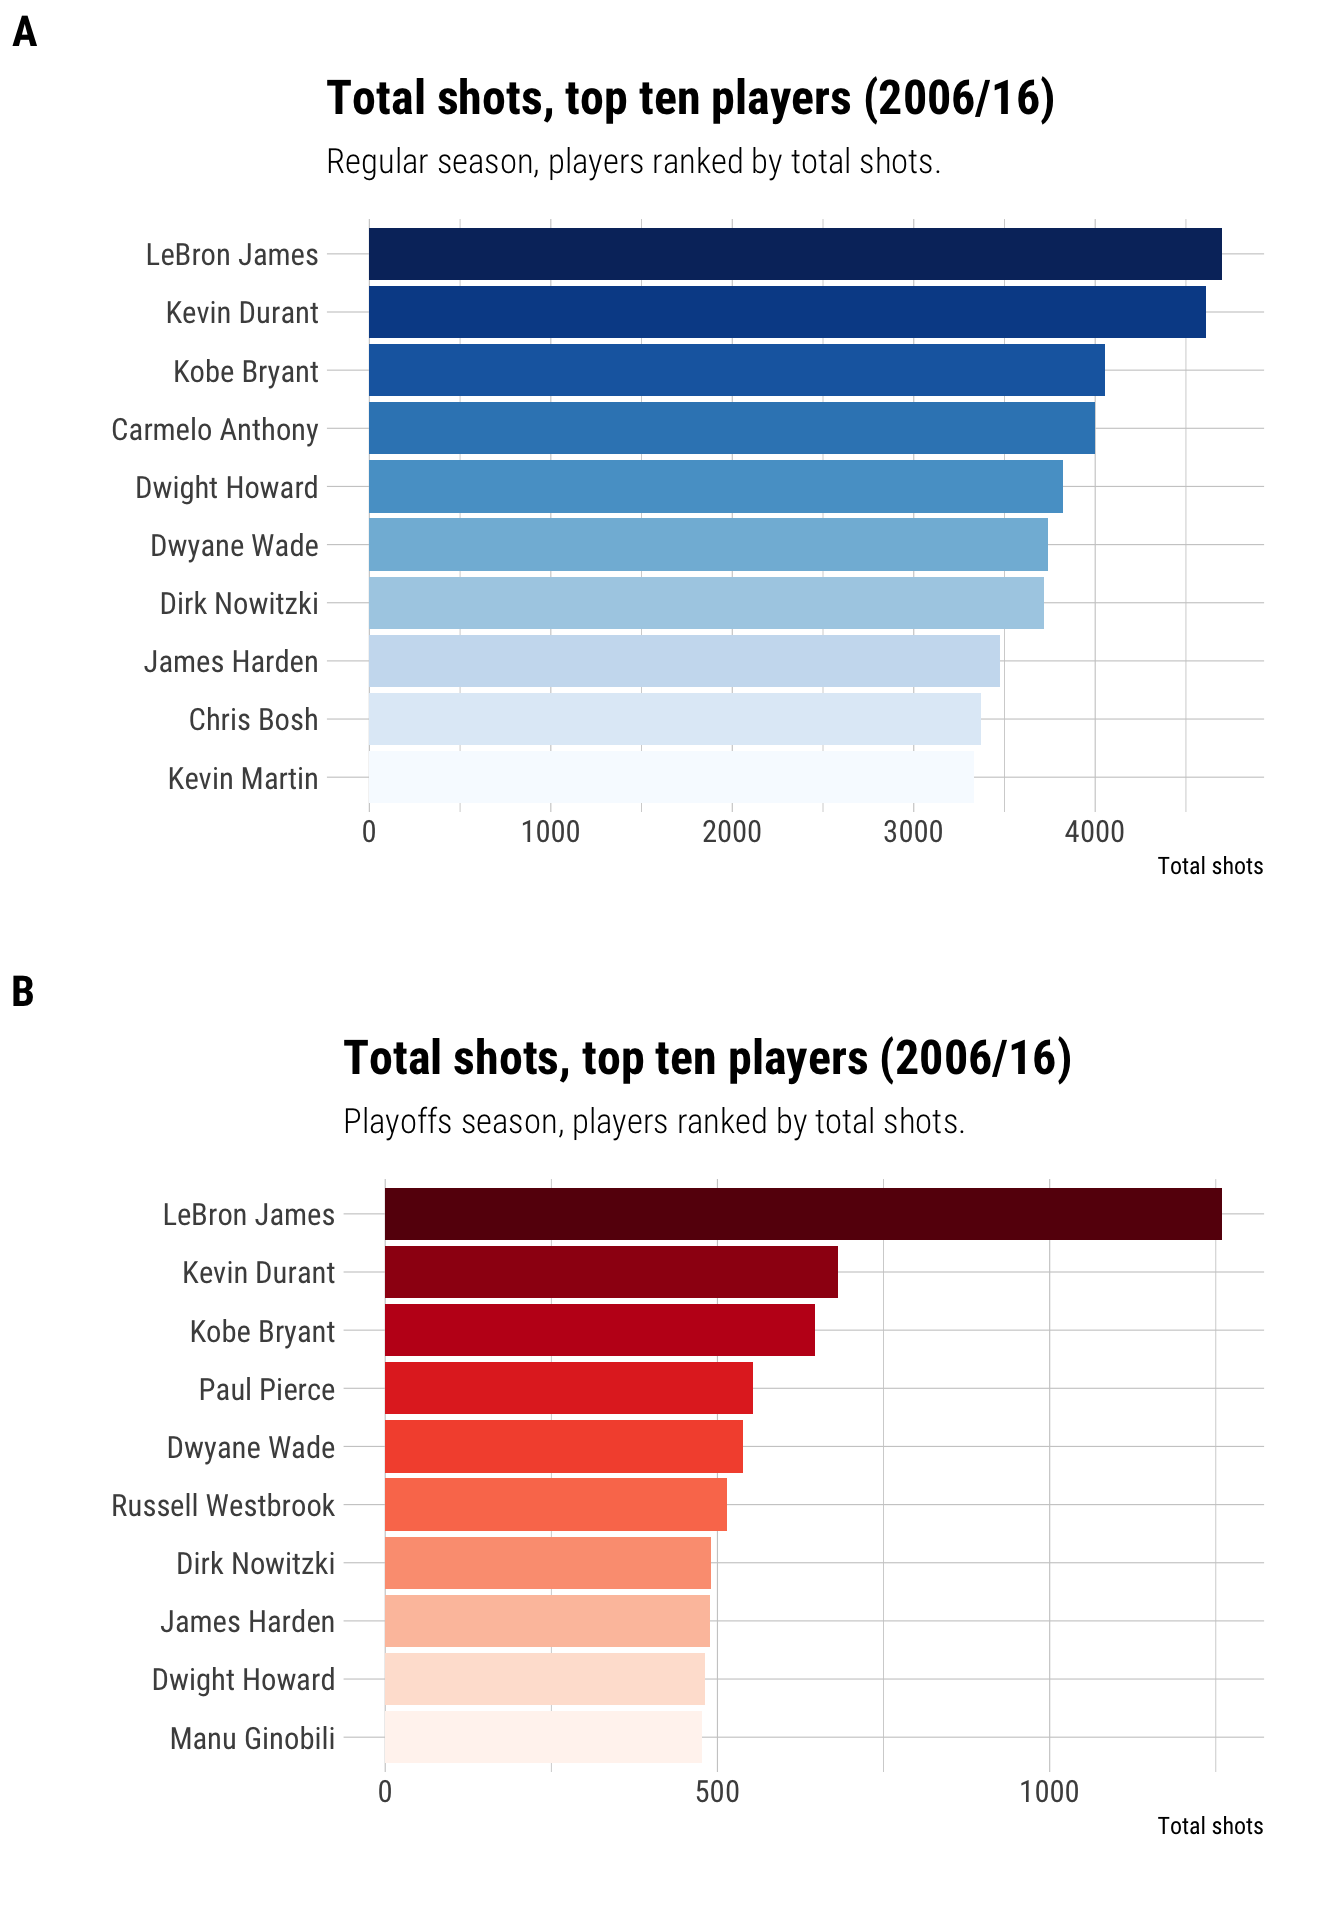 A
Total shots, top ten players (2006/16)
Regular season, players ranked by total shots.
LeBron James
Kevin Durant
Kobe Bryant
Carmelo Anthony
Dwight Howard
Dwyane Wade
Dirk Nowitzki
James Harden
Chris Bosh
Kevin Martin
0 1000 2000 3000 4000
Total shots
B
Total shots, top ten players (2006/16)
Playoffs season, players ranked by total shots.
LeBron James
Kevin Durant
Kobe Bryant
Paul Pierce
Dwyane Wade
Russell Westbrook
Dirk Nowitzki
James Harden
Dwight Howard
Manu Ginobili
0 500 1000
Total shots